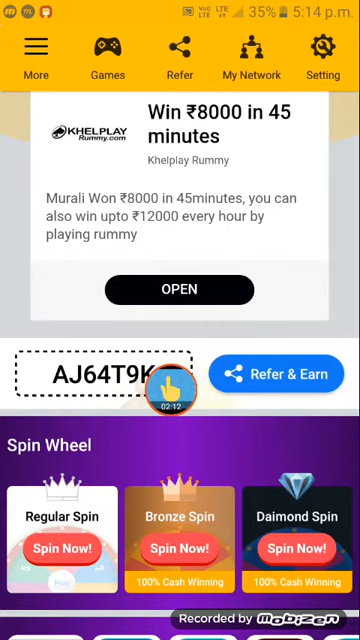 Vo))
LTE
LTE
35%
5:14 p.m.
More
Games
Refer
My Network
Setting
KHELPLAY
Rummy.com
Win ₹8000 in 45
minutes
Khelplay Rummy
Murali Won ₹8000 in 45minutes, you can
also win upto ₹12000 every hour by
playing rummy
OPEN
AJ64T9K
Refer & Earn
02:12
Spin Wheel
Regular Spin
Bronze Spin
Daimond Spin
Spin Now!
Spin Now!
Spin Now!
100% Cash Winning
100% Cash Winning
Recorded by Mobizen